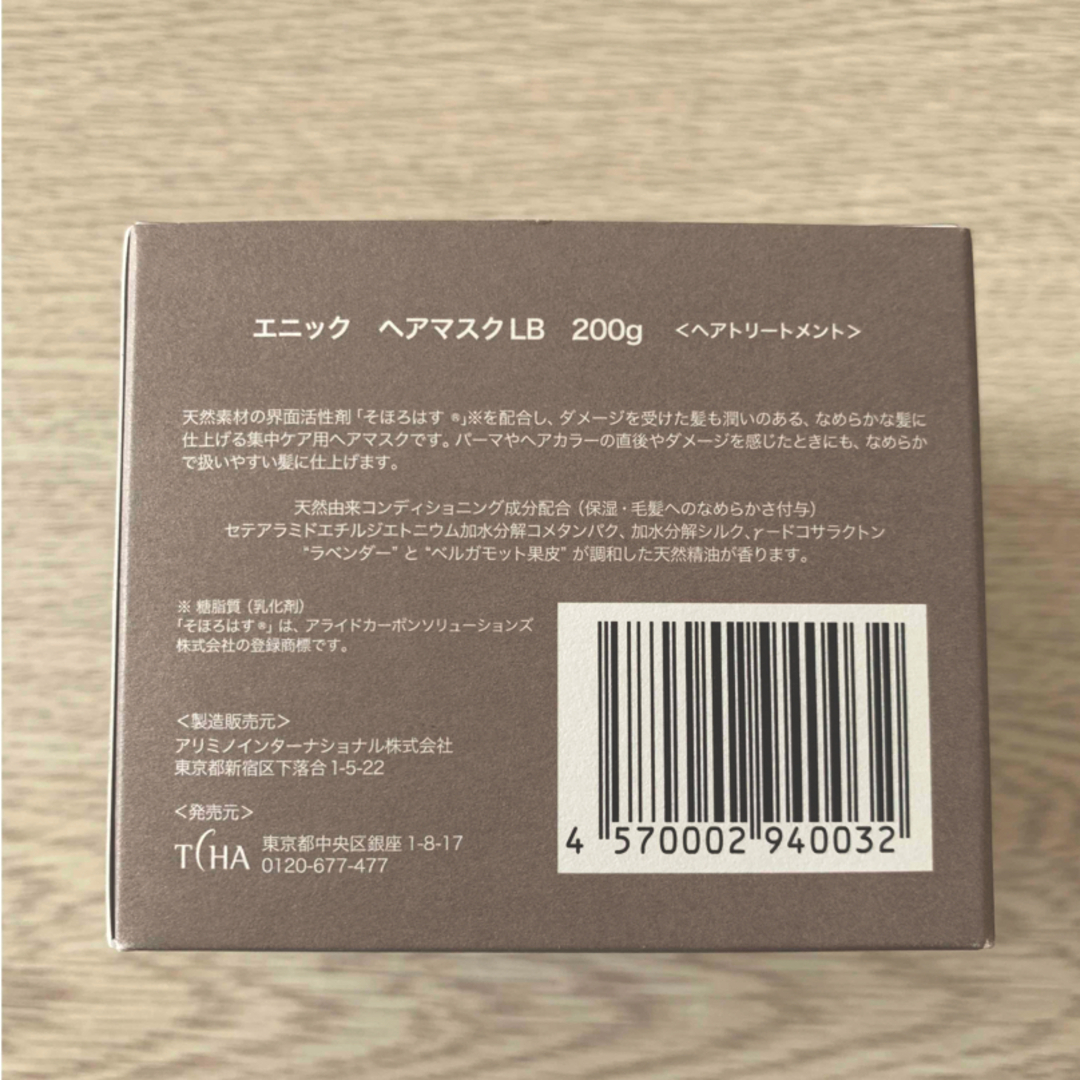 エニック　ヘアマスクLB　200g　＜ヘアトリートメント＞
天然素材の界面活性剤「そほろはす ®」※を配合し、ダメージを受けた髪も潤いのある、なめらかな髪に
仕上げる集中ケア用ヘアマスクです。パーマやヘアカラーの直後やダメージを感じたときにも、なめらか
で扱いやすい髪に仕上げます。
天然由来コンディショニング成分配合（保湿・毛髪へのなめらかさ付与）
セテアラミドエチルジエトニウム加水分解コメタンパク、加水分解シルク、γ－ドコサラクトン
“ラベンダー” と “ベルガモット果皮” が調和した天然精油が香ります。
※ 糖脂質（乳化剤）
「そほろはす®」は、アライドカーボンソリューションズ
株式会社の登録商標です。
＜製造販売元＞
アリミノインターナショナル株式会社
東京都新宿区下落合1-5-22
＜発売元＞
TCHA 東京都中央区銀座1-8-17
0120-677-477
4 570002 940032